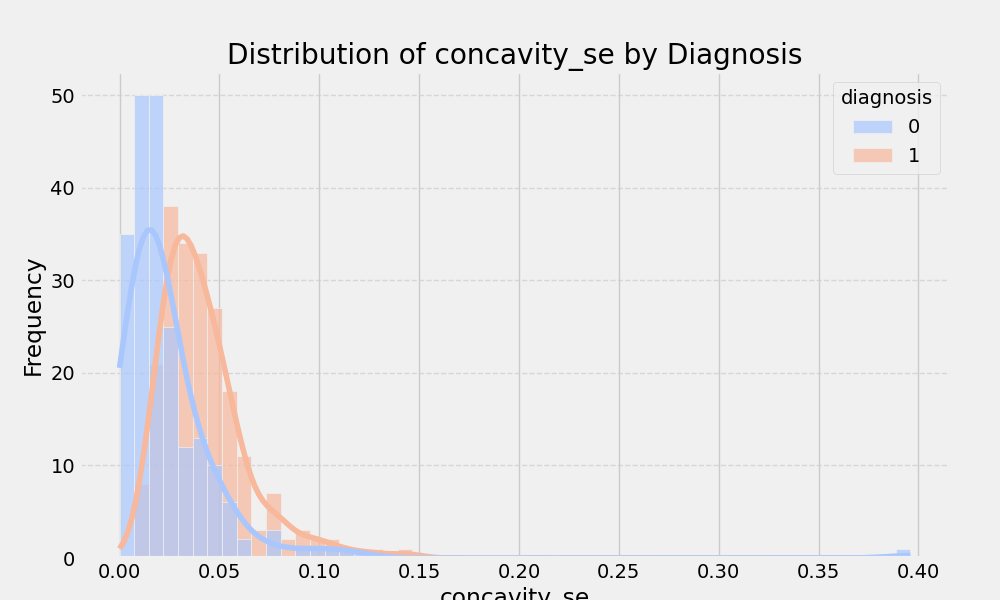 Distribution of concavity_se by Diagnosis
diagnosis
0
1
Frequency
50
40
30
20
10
0
0.00 0.05 0.10 0.15 0.20 0.25 0.30 0.35 0.40
concavity_se